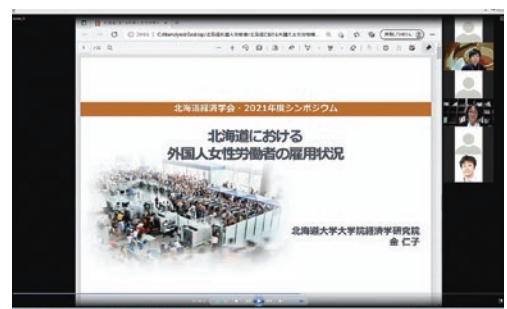 北海道経済学会・2021年度シンポジウム
北海道における
外国人女性労働者の雇用状況
北海道大学大学院経済学研究院
金 仁子